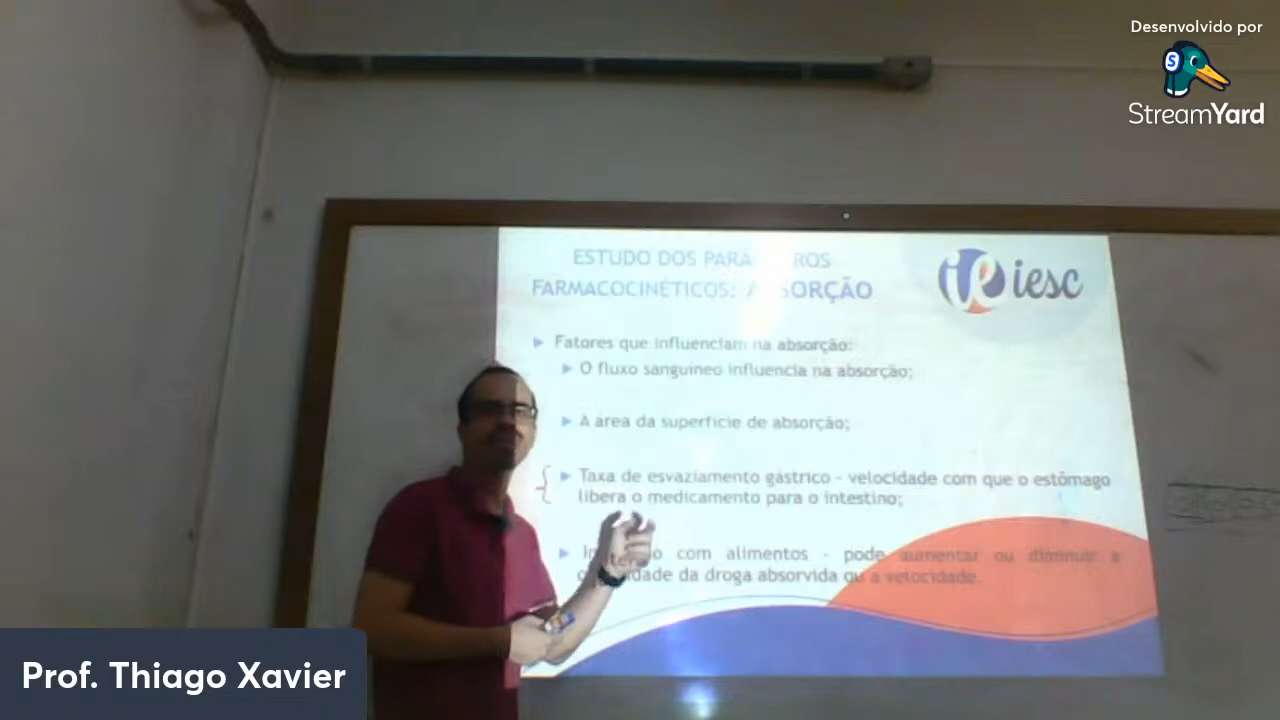 Desenvolvido por
StreamYard
ESTUDO DOS PARA ROS
FARMACOCINÉTICOS: SORÇÃO
iesc
Fatores que influenciam na absorção:
O fluxo sanguíneo influencia na absorção;
A área da superfície de absorção;
Taxa de esvaziamento gástrico - velocidade com que o estômago
libera o medicamento para o intestino;
com alimentos - pode aumentar ou diminuir a
da droga absorvida ou a velocidade.
Prof. Thiago Xavier